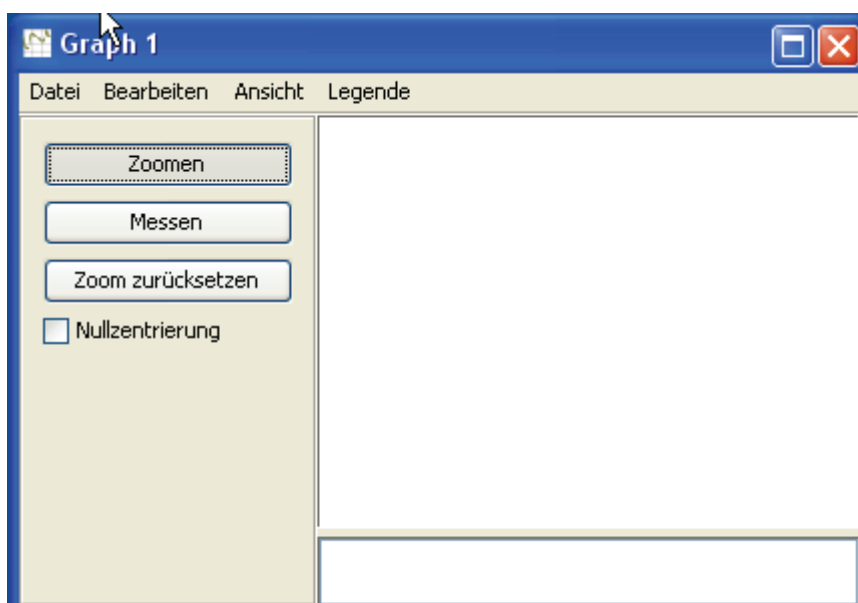 Graph 1
Datei Bearbeiten Ansicht Legende
Zoomen
Messen
Zoom zurücksetzen
Nullzentrierung